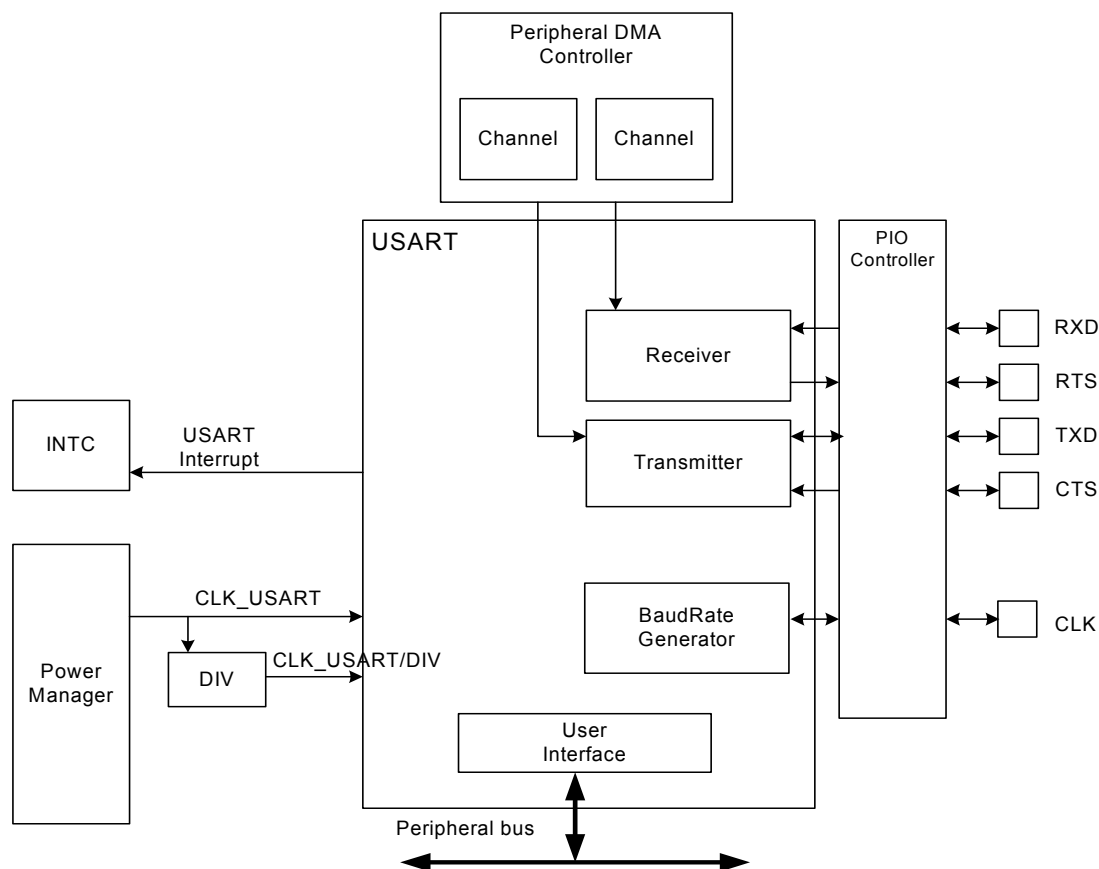 Peripheral DMA
Controller
Channel
Channel
USART
PIO
Controller
Receiver
RXD
RTS
INTC
USART
Interrupt
Transmitter
TXD
CTS
CLK_USART
BaudRate
Generator
CLK
Power
Manager
DIV
CLK_USART/DIV
User
Interface
Peripheral bus